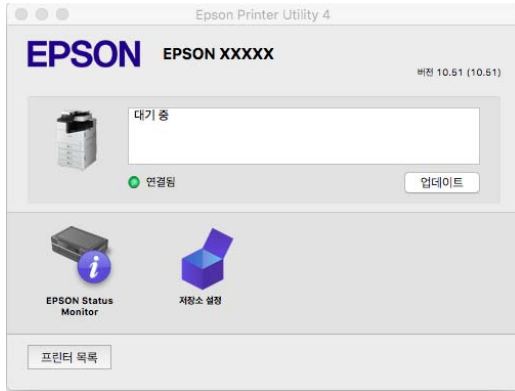 Epson Printer Utility 4
EPSON
EPSON XXXXX
버전 10.51 (10.51)
대기 중
연결됨
업데이트
EPSON Status
Monitor
저장소 설정
프린터 목록